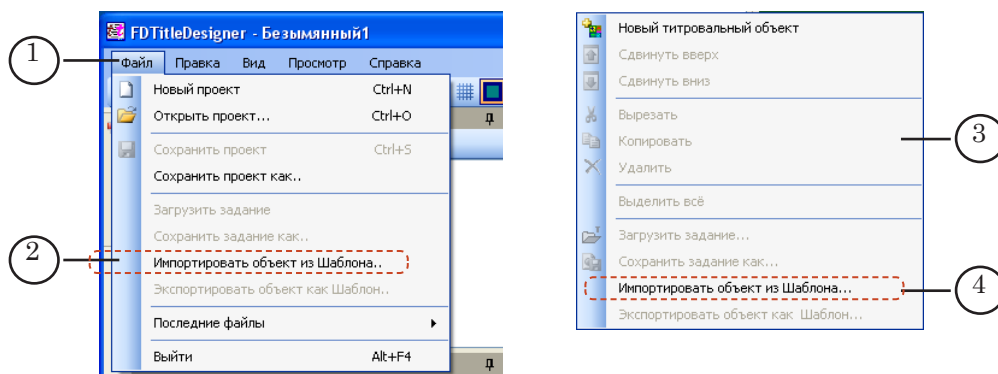 FDTitleDesigner - Безымянный1
Файл Правка Вид Просмотр Справка
Новый проект Ctrl+N
Открыть проект... Ctrl+O
Сохранить проект Ctrl+S
Сохранить проект как..
Загрузить задание
Сохранить задание как..
Импортировать объект из Шаблона..
Экспортировать объект как Шаблон..
Последние файлы
Выйти Alt+F4
1
2
Новый титровальный объект
Сдвинуть вверх
Сдвинуть вниз
Вырезать
Копировать
Удалить
Выделить всё
Загрузить задание...
Сохранить задание как...
Импортировать объект из Шаблона...
Экспортировать объект как Шаблон...
3
4